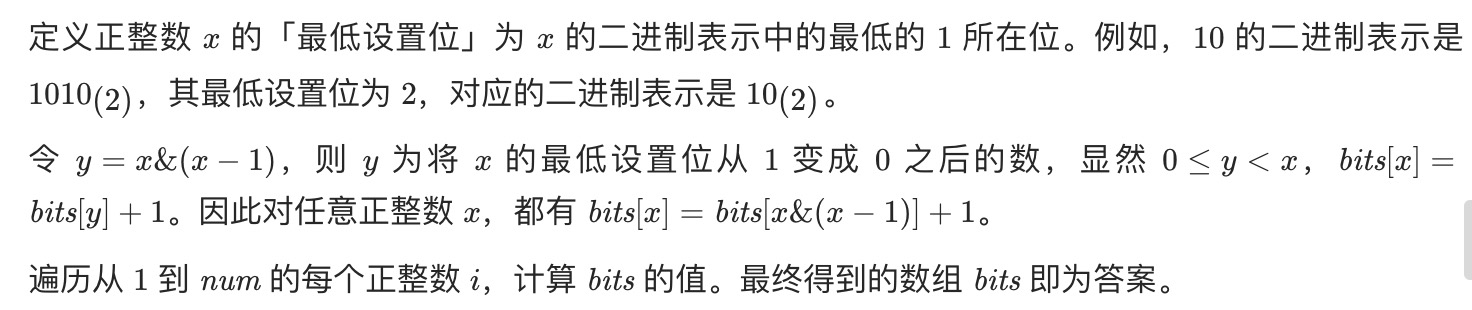 定义正整数 x 的「最低设置位」为 x 的二进制表示中的最低的 1 所在位。例如，10 的二进制表示是
1010(2)，其最低设置位为 2，对应的二进制表示是 10(2)。
令 y = x&(x − 1)，则 y 为将 x 的最低设置位从 1 变成 0 之后的数，显然 0 ≤ y < x，bits[x] =
bits[y] + 1。因此对任意正整数 x，都有 bits[x] = bits[x&(x − 1)] + 1。
遍历从 1 到 num 的每个正整数 i，计算 bits 的值。最终得到的数组 bits 即为答案。